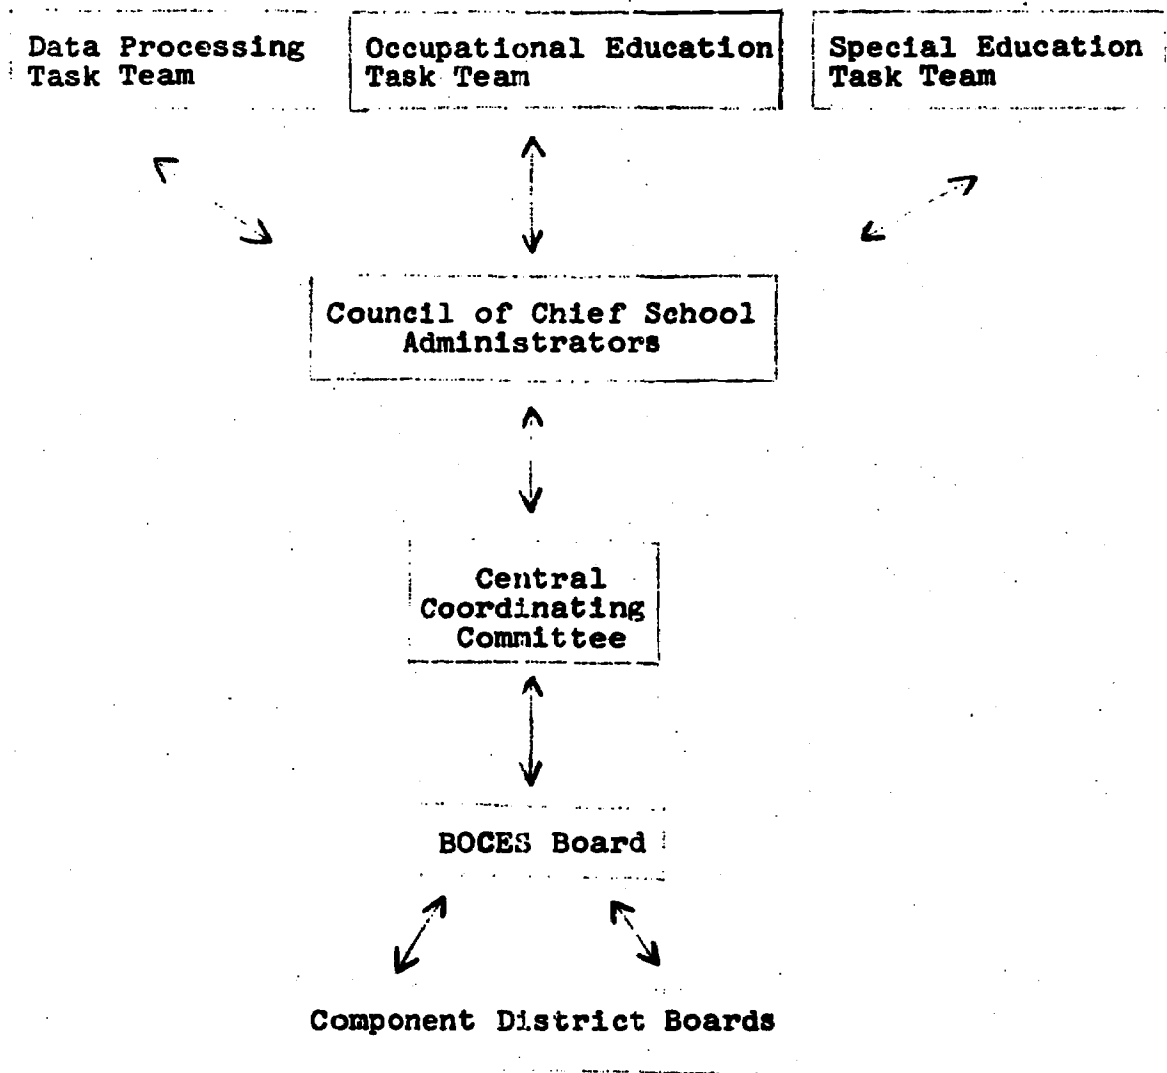 Data Processing
Task Team
Occupational Education
Task Team
Special Education
Task Team
Council of Chief School
Administrators
Central
Coordinating
Committee
BOCES Board
Component District Boards